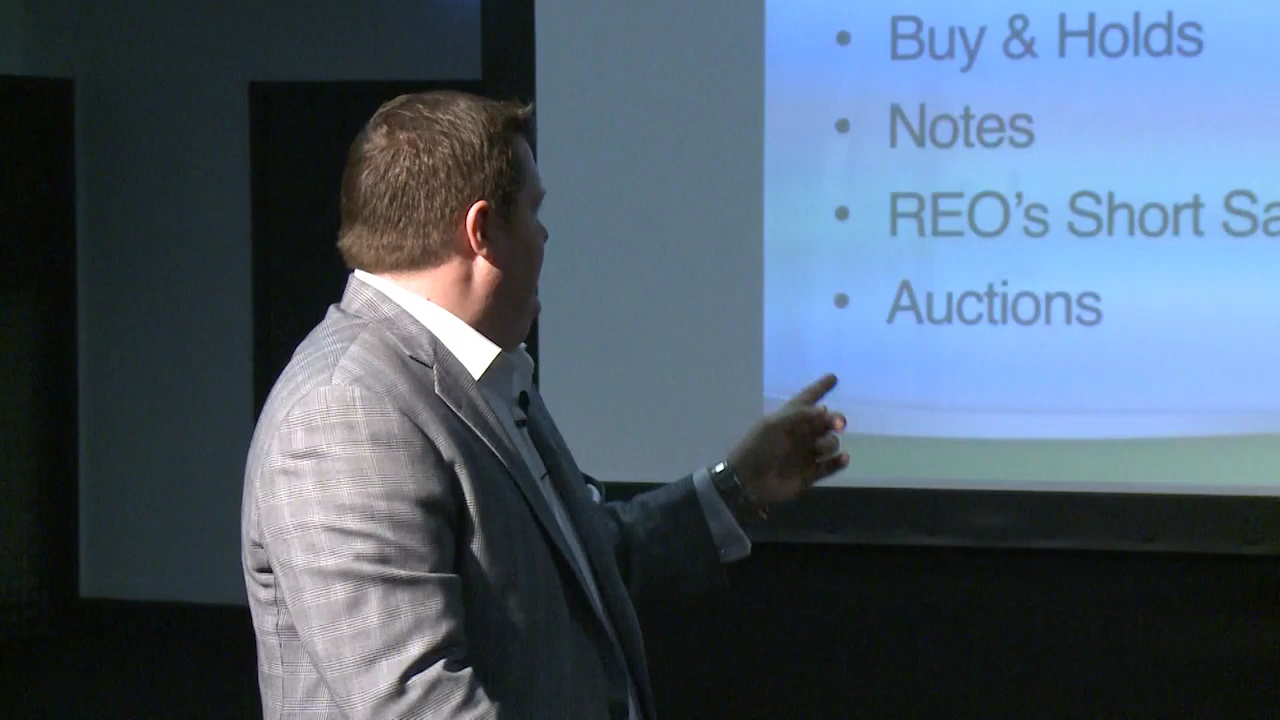 • Buy & Holds
• Notes
• REO's Short
• Auctions